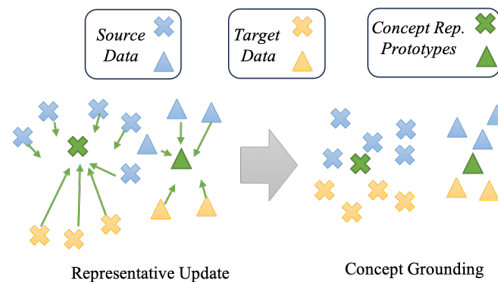 Source
Data
Target
Data
Concept Rep.
Prototypes
Representative Update
Concept Grounding